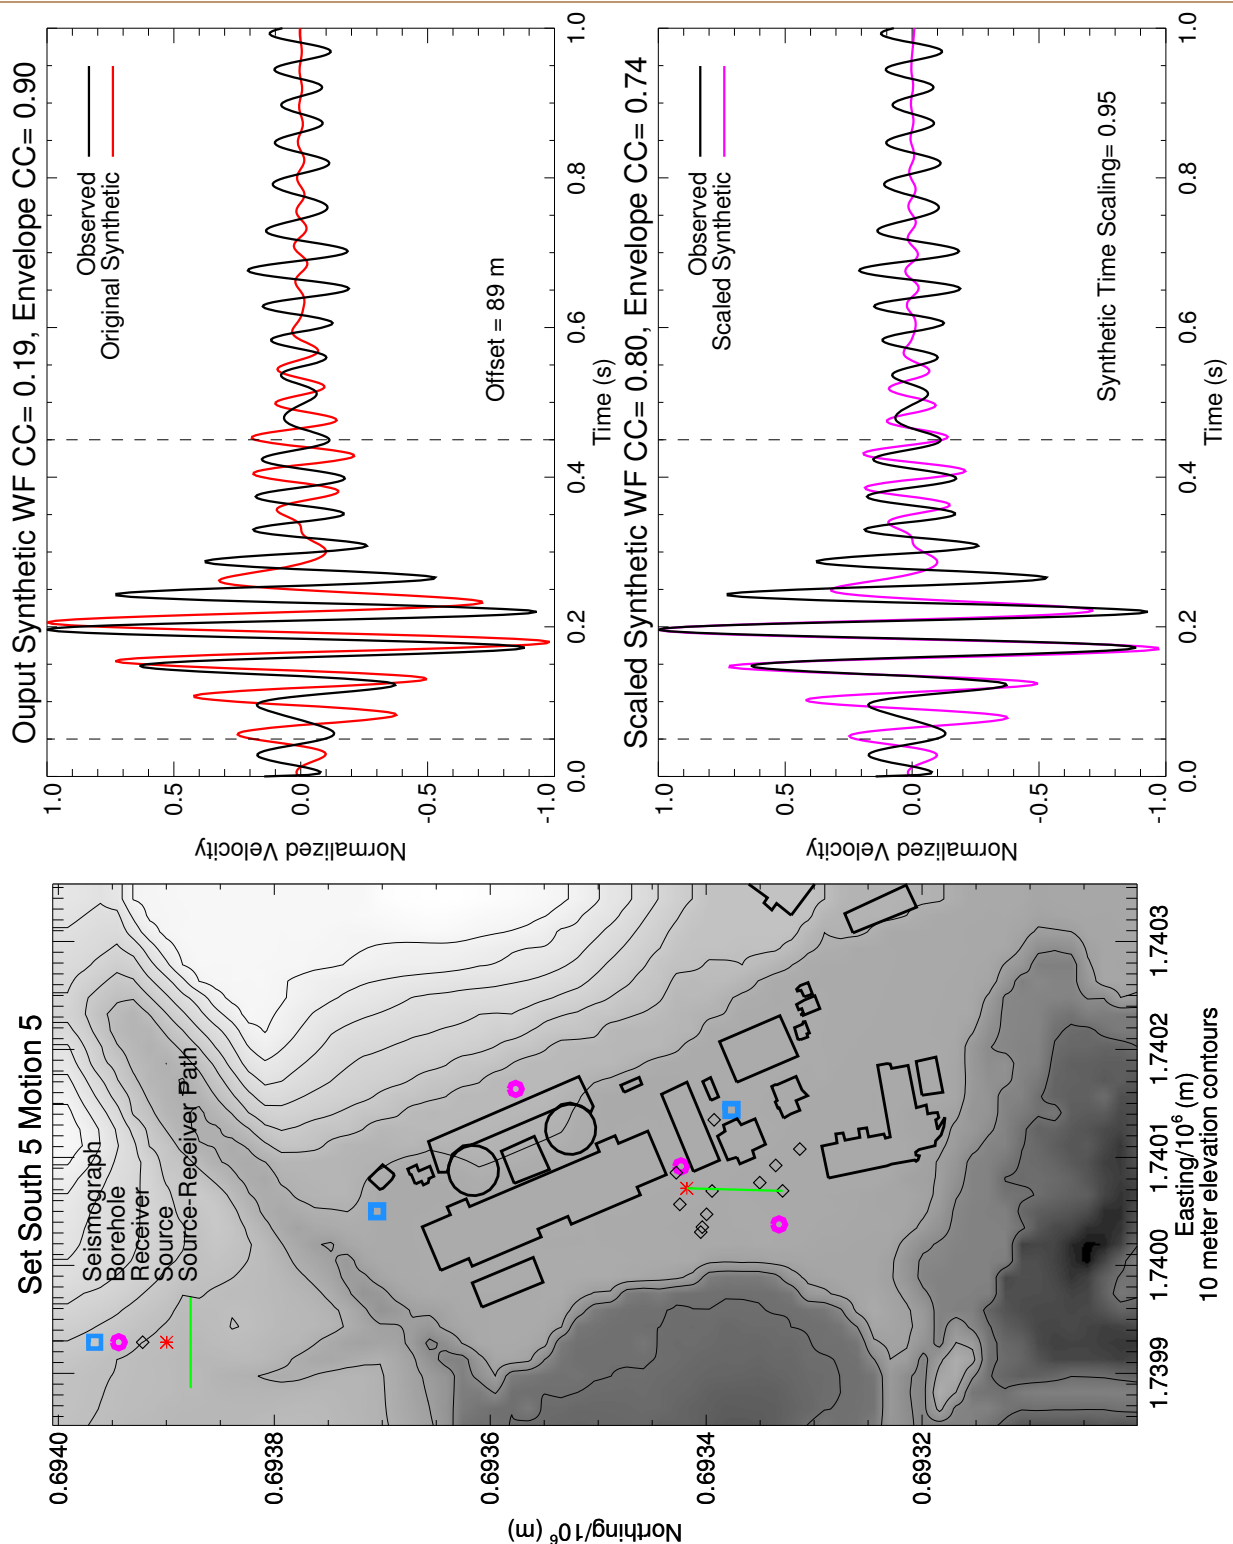 Set South 5 Motion 5
Seismograph
Borehole
Receiver
Source
Source-Receiver Path
0.6940
0.6938
0.6936
0.6934
0.6932
Northing/10⁶ (m)
1.7399
1.7400
1.7401
1.7402
1.7403
Easting/10⁶ (m)
10 meter elevation contours
Ouput Synthetic WF CC= 0.19, Envelope CC= 0.90
Observed
Original Synthetic
Offset = 89 m
1.0
0.5
0.0
-0.5
-1.0
Normalized Velocity
0.0
0.2
0.4
0.6
0.8
1.0
Time (s)
Scaled Synthetic WF CC= 0.80, Envelope CC= 0.74
Observed
Scaled Synthetic
Synthetic Time Scaling= 0.95
1.0
0.5
0.0
-0.5
-1.0
Normalized Velocity
0.0
0.2
0.4
0.6
0.8
1.0
Time (s)